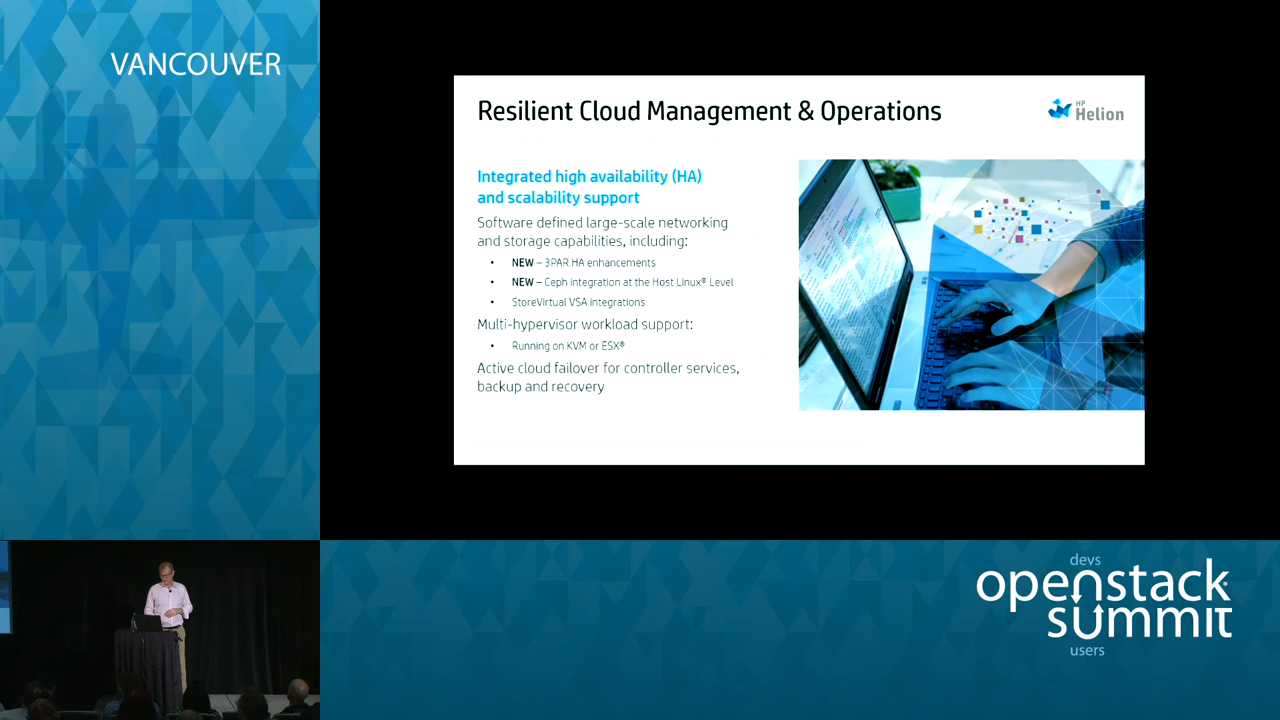 VANCOUVER
Resilient Cloud Management & Operations
HP
Helion
Integrated high availability (HA)
and scalability support
Software defined large-scale networking
and storage capabilities, including:
• NEW – 3PAR HA enhancements
• NEW – Ceph Integration at the Host Linux® Level
• StoreVirtual VSA integrations
Multi-hypervisor workload support:
• Running on KVM or ESX®
Active cloud failover for controller services,
backup and recovery
devs
openstack
summit
users